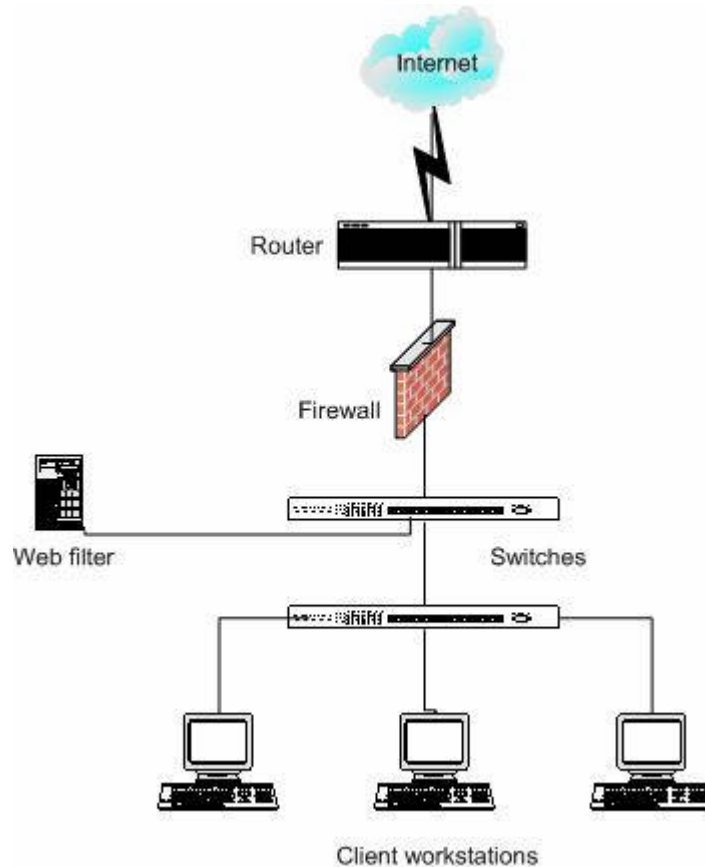 Internet
Router
Firewall
Web filter
Switches
Client workstations